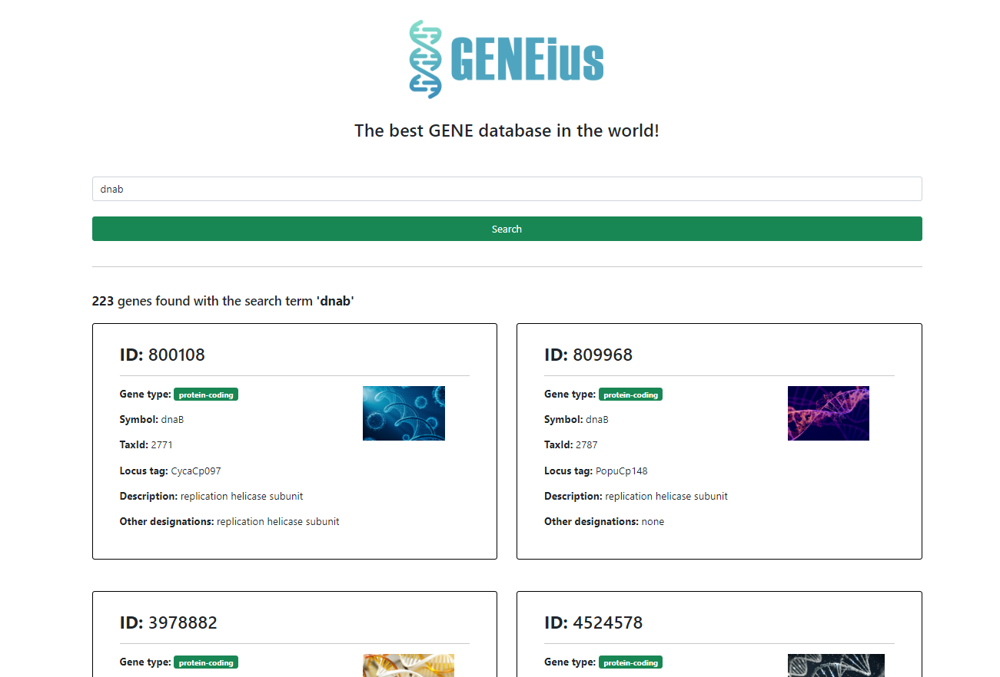 GENEius
The best GENE database in the world!
dnab
Search
223 genes found with the search term 'dnab'
ID: 800108
Gene type: protein-coding
Symbol: dnaB
TaxId: 2771
Locus tag: CycaCp097
Description: replication helicase subunit
Other designations: replication helicase subunit
ID: 809968
Gene type: protein-coding
Symbol: dnaB
TaxId: 2787
Locus tag: PopuCp148
Description: replication helicase subunit
Other designations: none
ID: 3978882
Gene type: protein-coding
ID: 4524578
Gene type: protein-coding